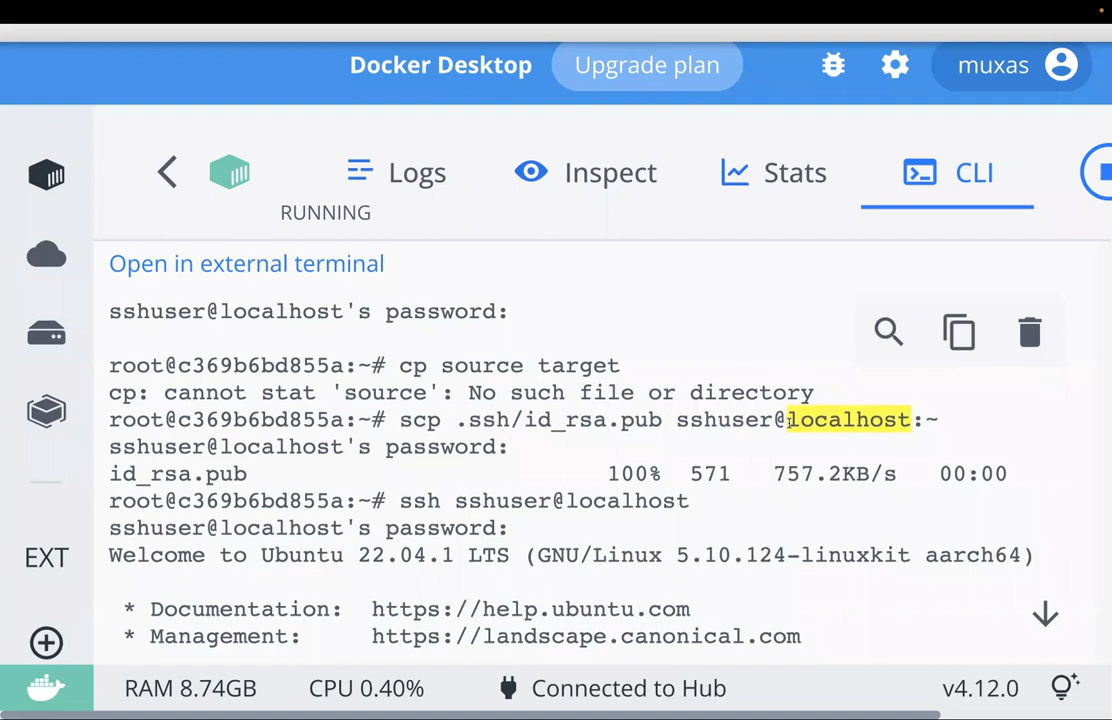 Docker Desktop Upgrade plan muxas
Logs Inspect Stats CLI
RUNNING
Open in external terminal
sshuser@localhost's password:
root@c369b6bd855a:~# cp source target
cp: cannot stat 'source': No such file or directory
root@c369b6bd855a:~# scp .ssh/id_rsa.pub sshuser@localhost:~
sshuser@localhost's password:
id_rsa.pub 100% 571 757.2KB/s 00:00
root@c369b6bd855a:~# ssh sshuser@localhost
sshuser@localhost's password:
Welcome to Ubuntu 22.04.1 LTS (GNU/Linux 5.10.124-linuxkit aarch64)
* Documentation: https://help.ubuntu.com
* Management: https://landscape.canonical.com
EXT
RAM 8.74GB CPU 0.40% Connected to Hub v4.12.0